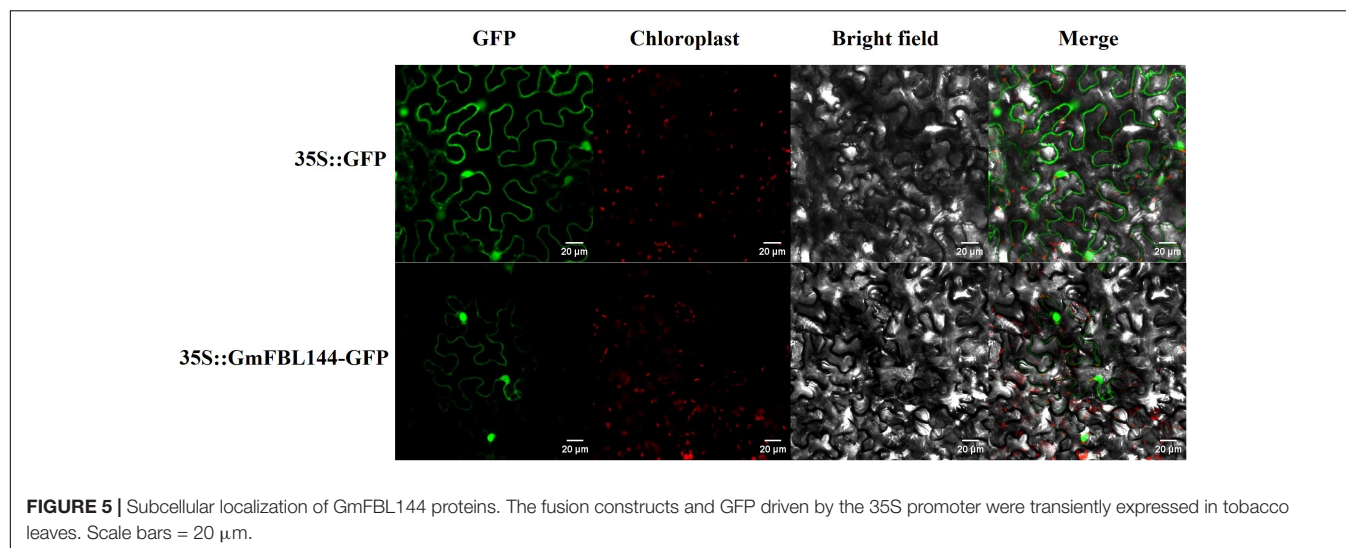 GFP Chloroplast Bright field Merge
35S::GFP
20 µm 20 µm 20 µm 20 µm
35S::GmFBL144-GFP
20 µm 20 µm 20 µm 20 µm
FIGURE 5 | Subcellular localization of GmFBL144 proteins. The fusion constructs and GFP driven by the 35S promoter were transiently expressed in tobacco
leaves. Scale bars = 20 µm.